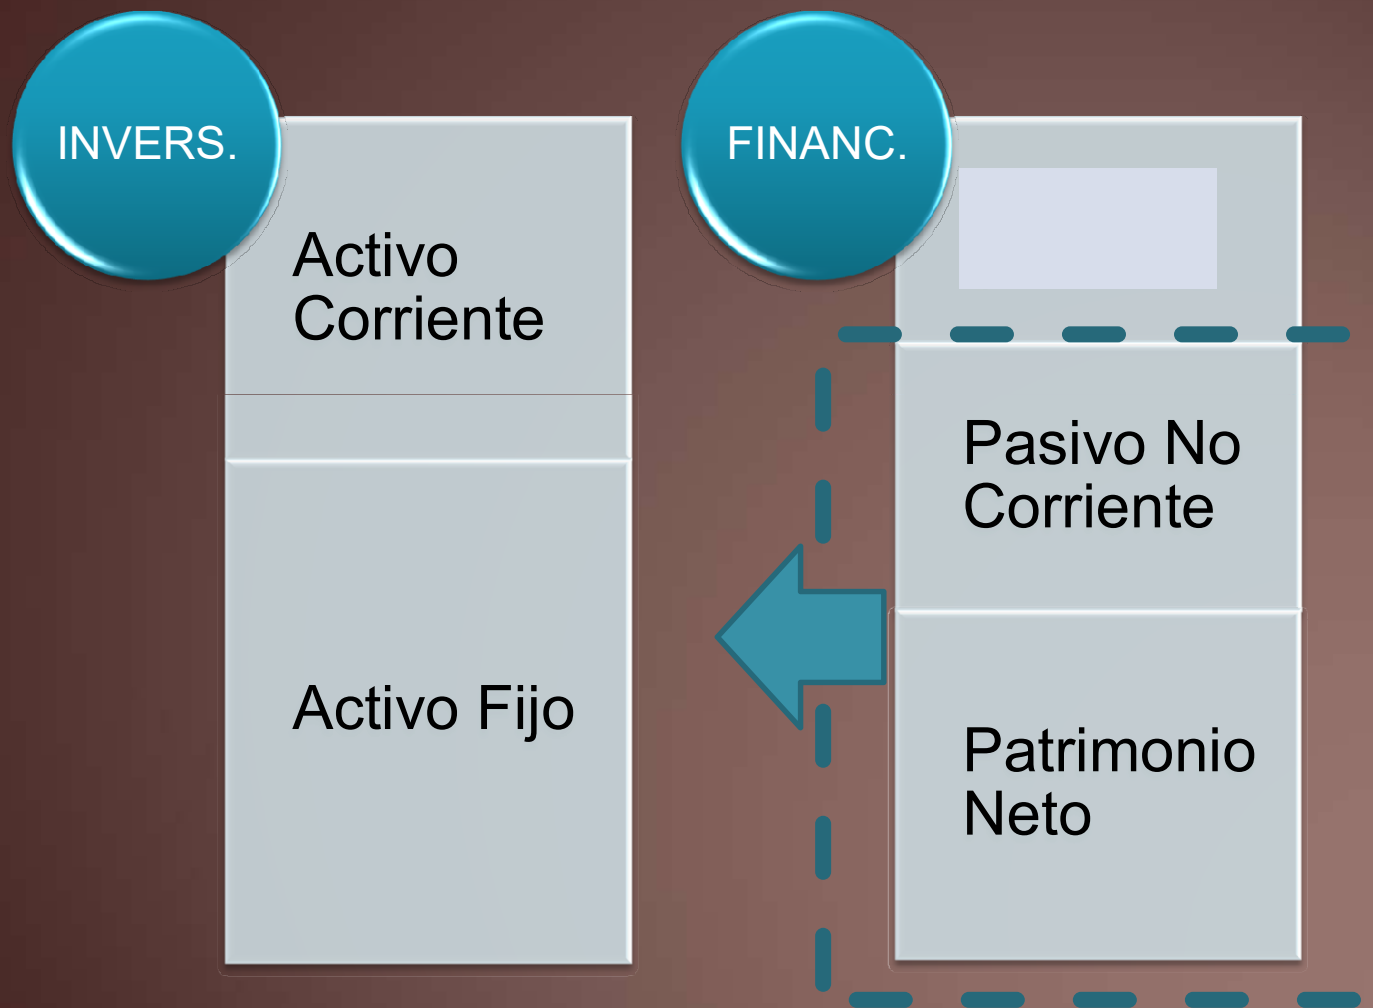 INVERS.
Activo
Corriente
Activo Fijo
FINANC.
Pasivo No
Corriente
Patrimonio
Neto